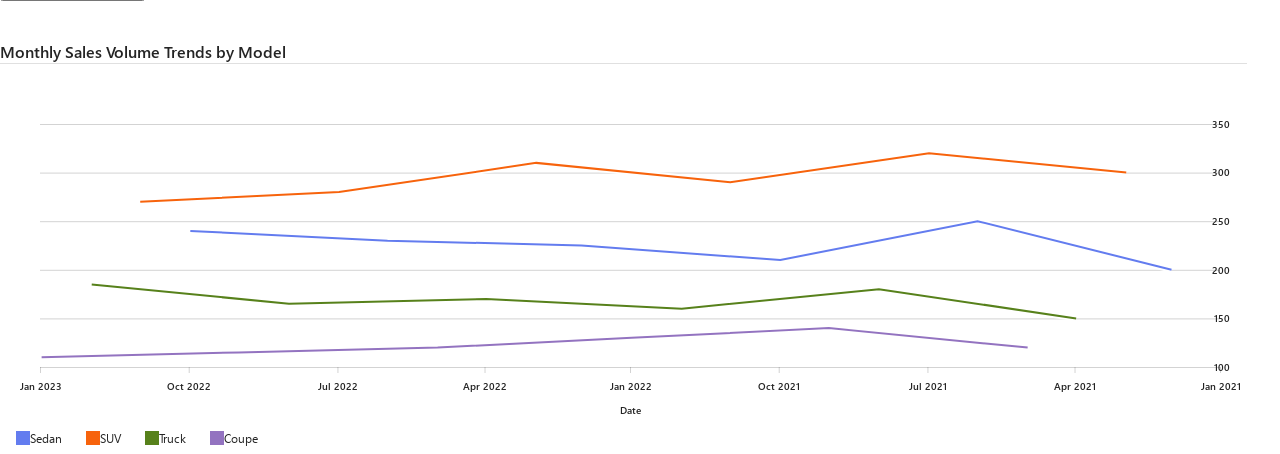 Monthly Sales Volume Trends by Model
350
300
250
200
150
100
Jan 2023 Oct 2022 Jul 2022 Apr 2022 Jan 2022 Oct 2021 Jul 2021 Apr 2021 Jan 2021
Date
Sedan SUV Truck Coupe